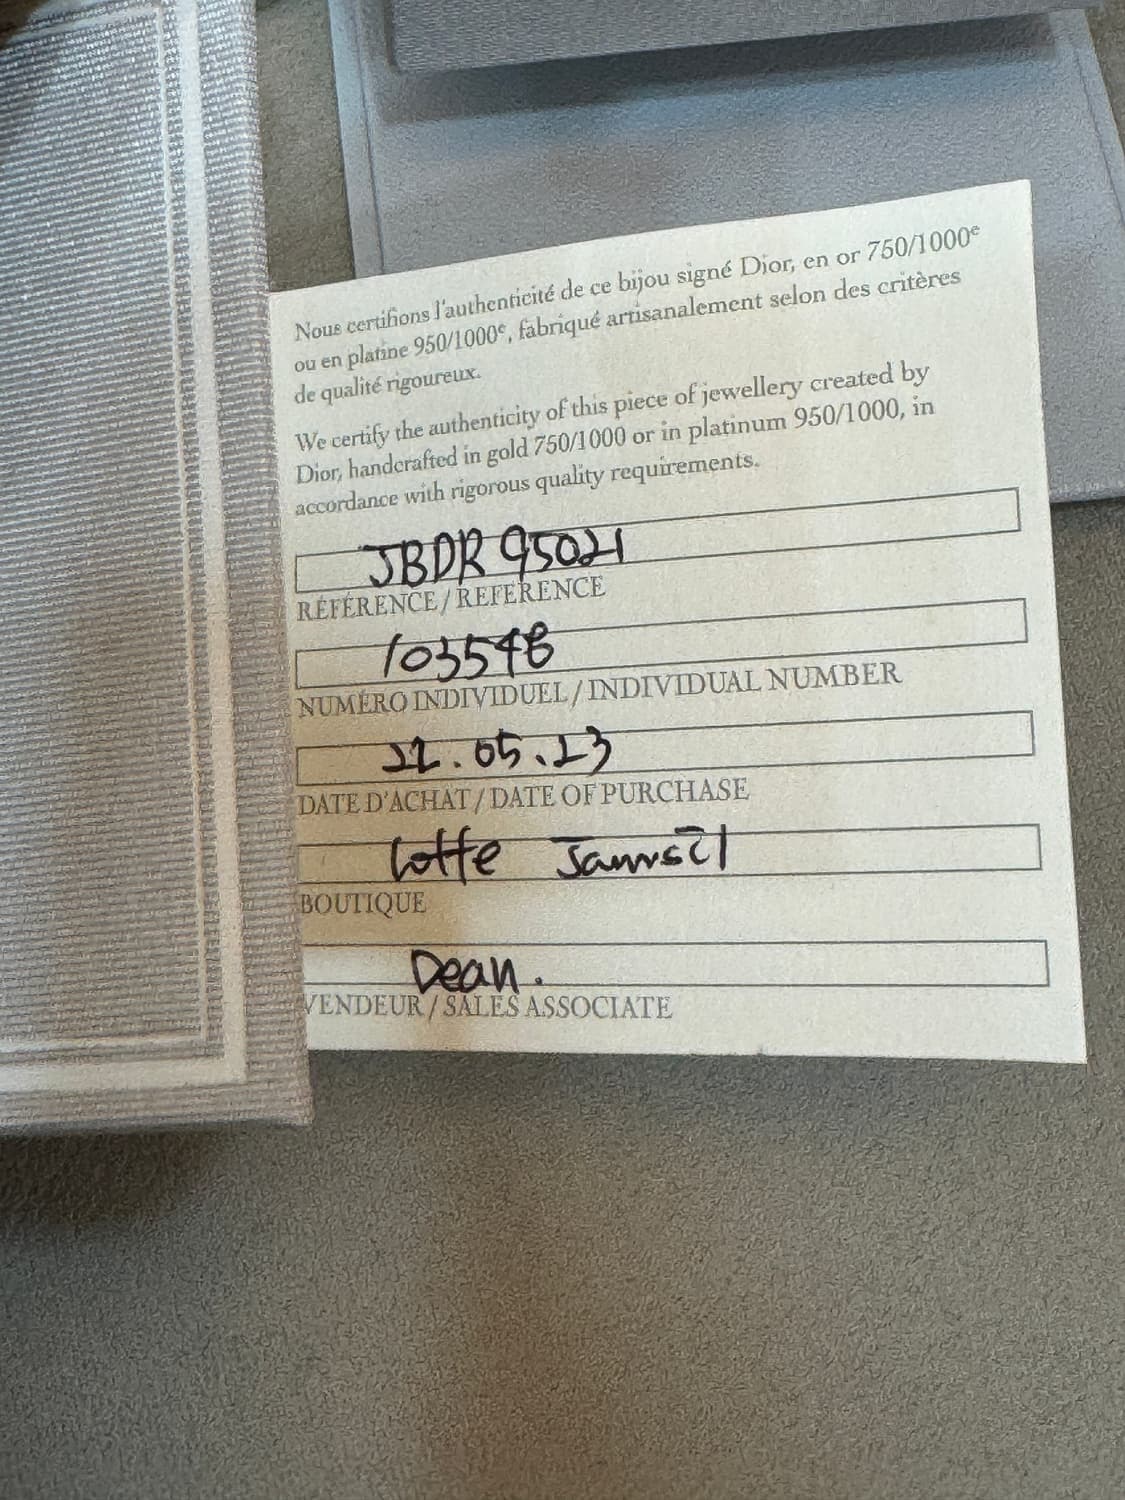 Nous certifions l'authenticité de ce bijou signé Dior, en or 750/1000e
ou en platine 950/1000e, fabriqué artisanalement selon des critères
de qualité rigoureux.
We certify the authenticity of this piece of jewellery created by
Dior, handcrafted in gold 750/1000 or in platinum 950/1000, in
accordance with rigorous quality requirements.
JBDR 95021
RÉFÉRENCE / REFERENCE
103548
NUMÉRO INDIVIDUEL / INDIVIDUAL NUMBER
22.05.23
DATE D'ACHAT / DATE OF PURCHASE
Lotte Jamsil
BOUTIQUE
Dean.
VENDEUR / SALES ASSOCIATE